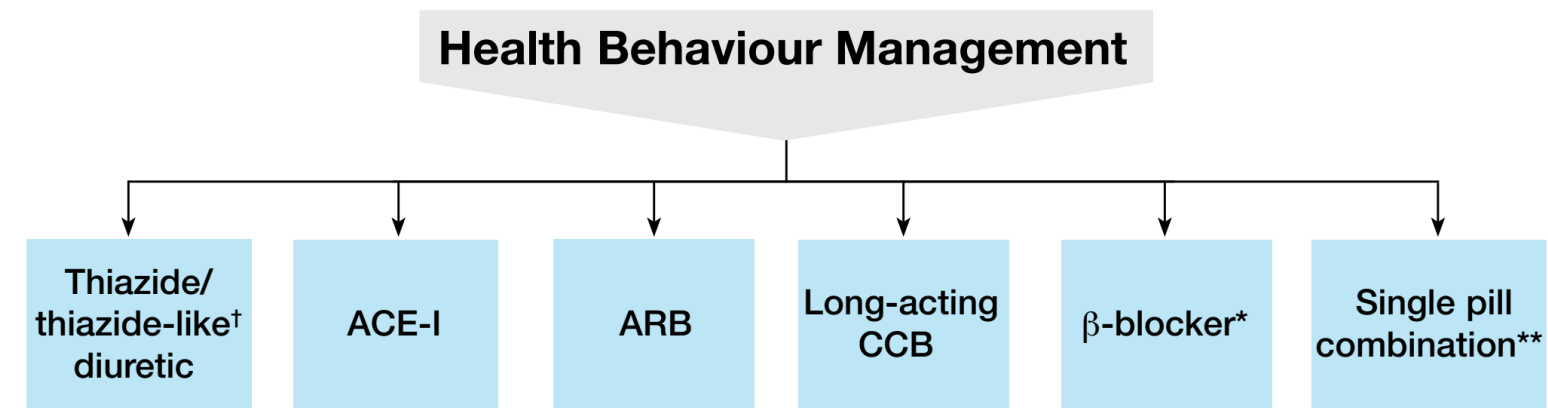 Health Behaviour Management
Thiazide/
thiazide-like†
diuretic
ACE-I
ARB
Long-acting
CCB
β-blocker*
Single pill
combination**